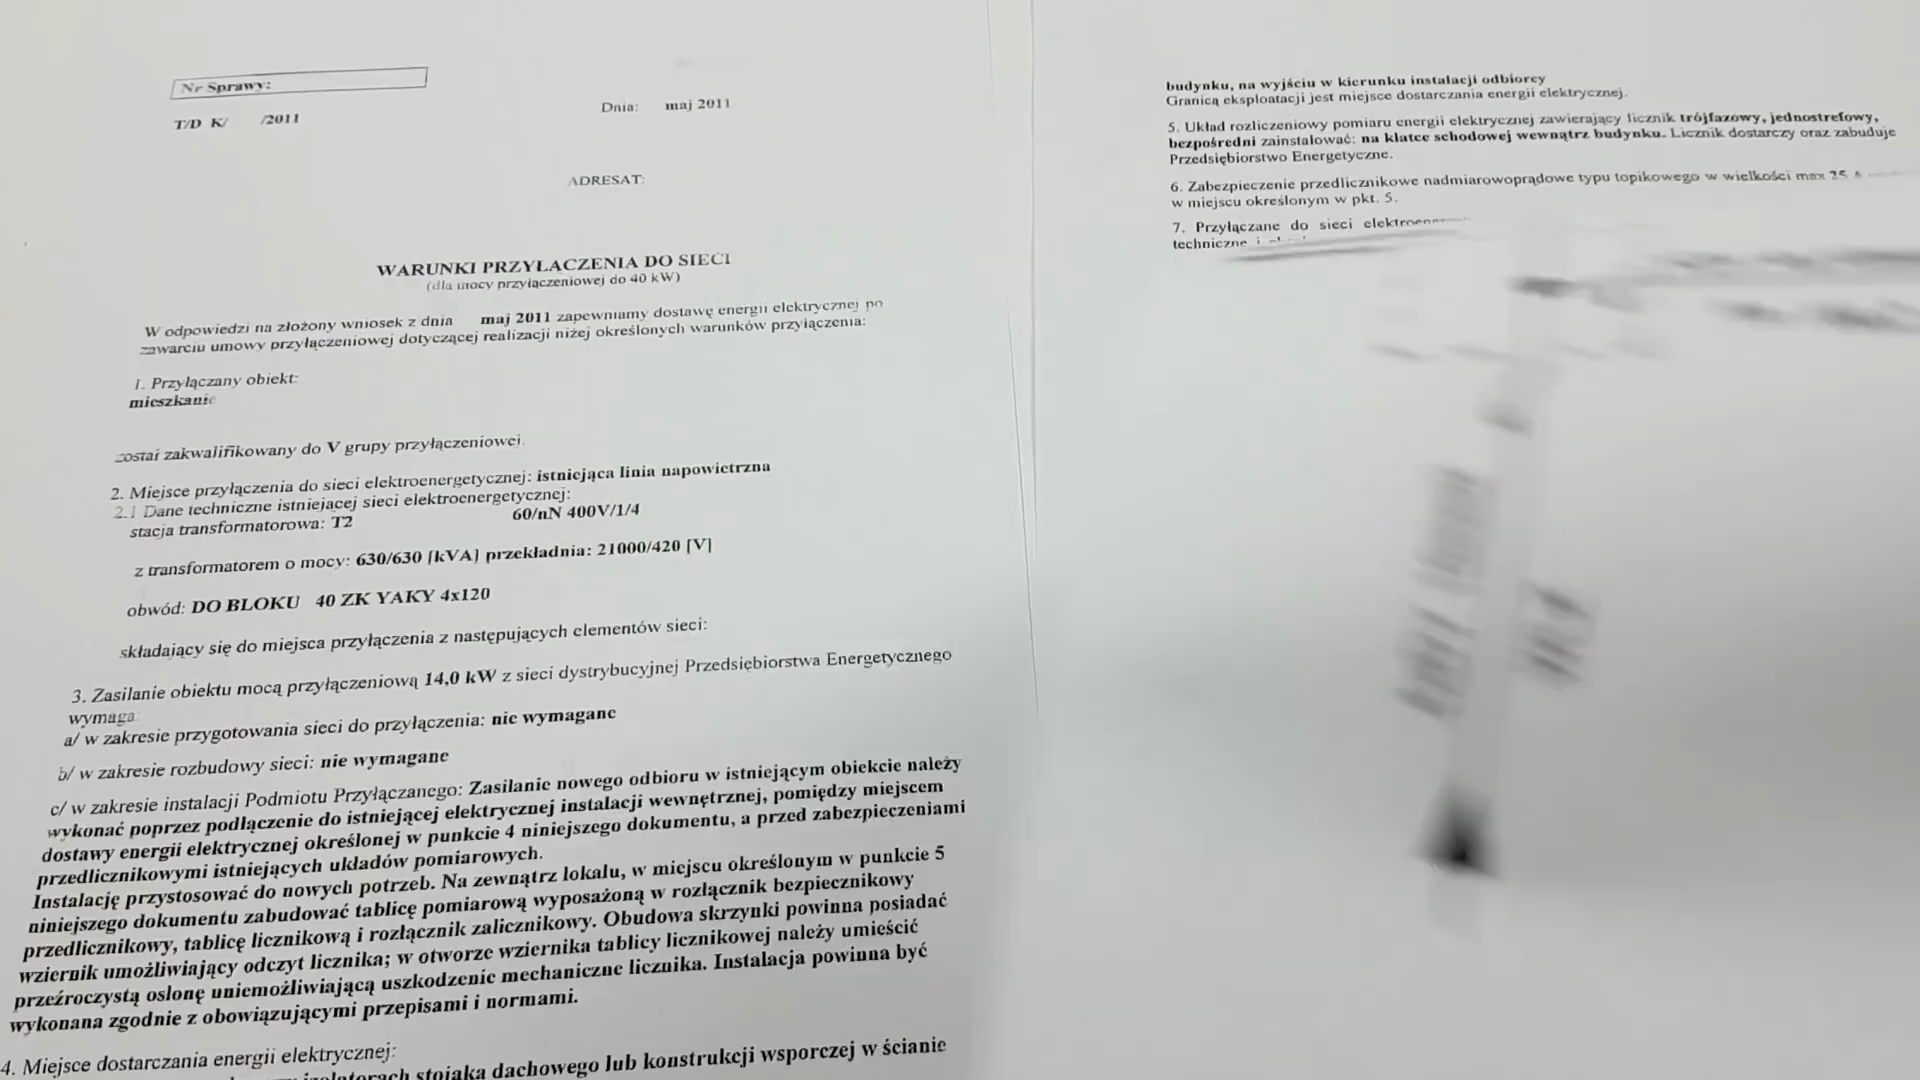 Nr Sprawy:
T/D K/ /2011
Dnia: maj 2011
ADRESAT:
WARUNKI PRZYŁĄCZENIA DO SIECI
(dla mocy przyłączeniowej do 40 kW)
W odpowiedzi na złożony wniosek z dnia maj 2011 zapewniamy dostawę energii elektrycznej po
zawarciu umowy przyłączeniowej dotyczącej realizacji niżej określonych warunków przyłączenia:
1. Przyłączany obiekt:
mieszkanie
został zakwalifikowany do V grupy przyłączeniowej.
2. Miejsce przyłączenia do sieci elektroenergetycznej: istniejąca linia napowietrzna
2.1 Dane techniczne istniejącej sieci elektroenergetycznej:
stacja transformatorowa: T2 60/nN 400V/1/4
z transformatorem o mocy: 630/630 [kVA] przekładnia: 21000/420 [V]
obwód: DO BLOKU 40 ZK YAKY 4x120
składający się do miejsca przyłączenia z następujących elementów sieci:
3. Zasilanie obiektu mocą przyłączeniową 14,0 kW z sieci dystrybucyjnej Przedsiębiorstwa Energetycznego
wymaga
a/ w zakresie przygotowania sieci do przyłączenia: nie wymagane
b/ w zakresie rozbudowy sieci: nie wymagane
c/ w zakresie instalacji Podmiotu Przyłączanego: Zasilanie nowego odbioru w istniejącym obiekcie należy
wykonać poprzez podłączenie do istniejącej elektrycznej instalacji wewnętrznej, pomiędzy miejscem
dostawy energii elektrycznej określonej w punkcie 4 niniejszego dokumentu, a przed zabezpieczeniami
przedlicznikowymi istniejących układów pomiarowych.
Instalację przystosować do nowych potrzeb. Na zewnątrz lokalu, w miejscu określonym w punkcie 5
niniejszego dokumentu zabudować tablicę pomiarową wyposażoną w rozłącznik bezpiecznikowy
przedlicznikowy, tablicę licznikową i rozłącznik zalicznikowy. Obudowa skrzynki powinna posiadać
wziernik umożliwiający odczyt licznika; w otworze wziernika tablicy licznikowej należy umieścić
przeźroczystą osłonę uniemożliwiającą uszkodzenie mechaniczne licznika. Instalacja powinna być
wykonana zgodnie z obowiązującymi przepisami i normami.
4. Miejsce dostarczania energii elektrycznej:
izolatorach stojaka dachowego lub konstrukcji wsporczej w ścianie
budynku, na wyjściu w kierunku instalacji odbiorcy
Granicą eksploatacji jest miejsce dostarczania energii elektrycznej.
5. Układ rozliczeniowy pomiaru energii elektrycznej zawierający licznik trójfazowy, jednostrefowy,
bezpośredni zainstalować: na klatce schodowej wewnątrz budynku. Licznik dostarczy oraz zabuduje
Przedsiębiorstwo Energetyczne.
6. Zabezpieczenie przedlicznikowe nadmiarowoprądowe typu topikowego w wielkości max 25 A
w miejscu określonym w pkt. 5.
7. Przyłączane do sieci
techniczne i